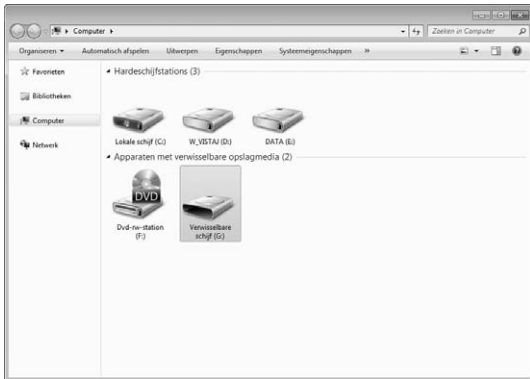 Computer
Zoeken in Computer
Organiseren Automatisch afspelen Uitwerpen Eigenschappen Systeemeigenschappen »
Favorieten
Bibliotheken
Computer
Netwerk
Hardeschijfstations (3)
Lokale schijf (C:) W_VISTAJ (D:) DATA (E:)
Apparaten met verwisselbare opslagmedia (2)
DVD
Dvd-rw-station
(F:)
Verwisselbare
schijf (G:)